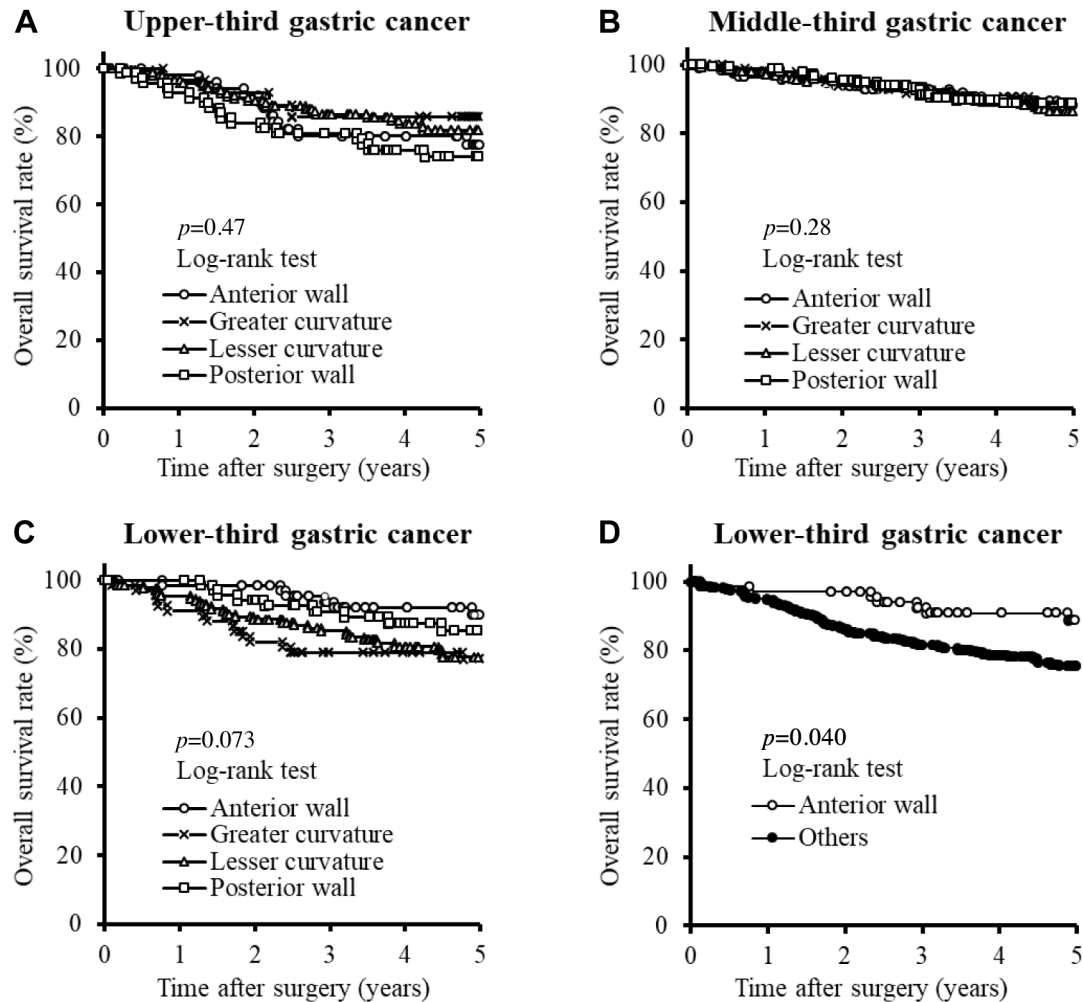 A
Upper-third gastric cancer
Overall survival rate (%)
100
80
60
40
20
0
p=0.47
Log-rank test
Anterior wall
Greater curvature
Lesser curvature
Posterior wall
0 1 2 3 4 5
Time after surgery (years)
B
Middle-third gastric cancer
Overall survival rate (%)
100
80
60
40
20
0
p=0.28
Log-rank test
Anterior wall
Greater curvature
Lesser curvature
Posterior wall
0 1 2 3 4 5
Time after surgery (years)
C
Lower-third gastric cancer
Overall survival rate (%)
100
80
60
40
20
0
p=0.073
Log-rank test
Anterior wall
Greater curvature
Lesser curvature
Posterior wall
0 1 2 3 4 5
Time after surgery (years)
D
Lower-third gastric cancer
Overall survival rate (%)
100
80
60
40
20
0
p=0.040
Log-rank test
Anterior wall
Others
0 1 2 3 4 5
Time after surgery (years)